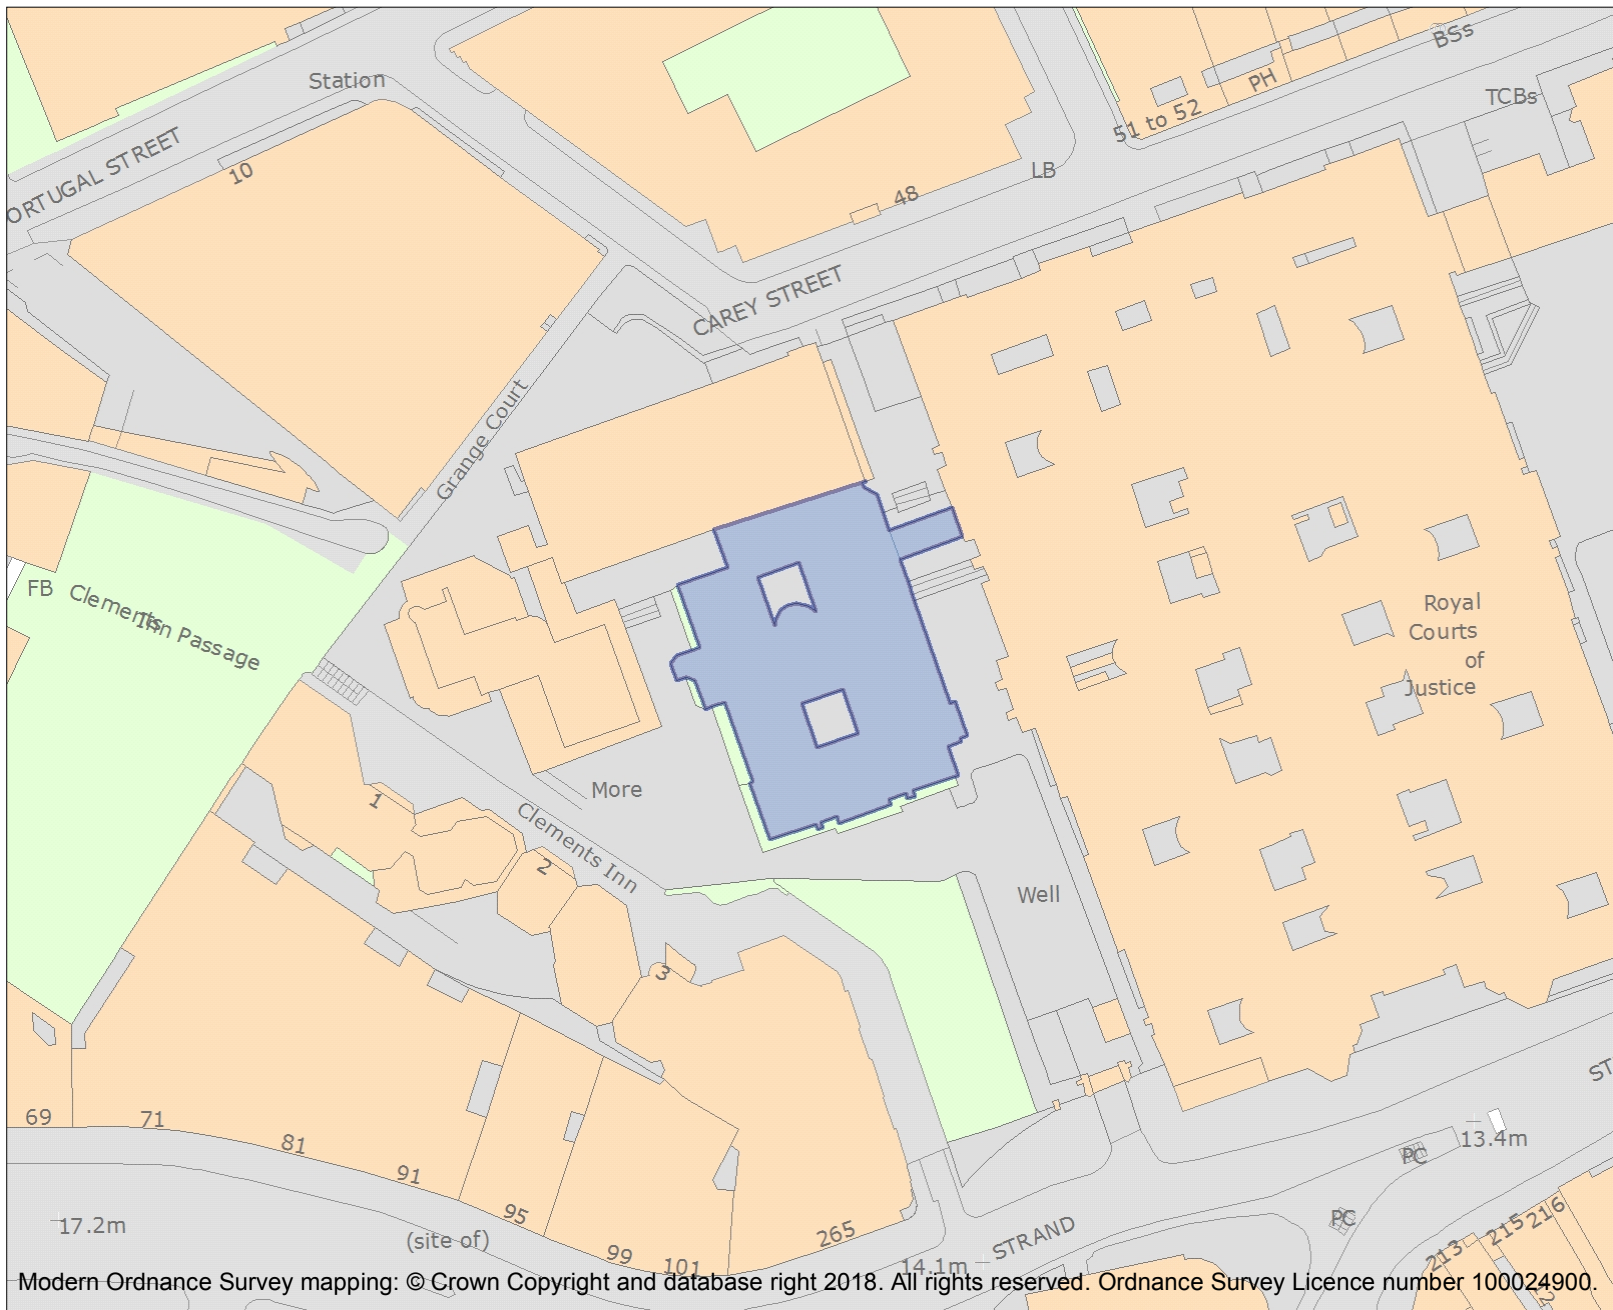 BSs
Station
PH
TCBs
51 to 52
ORTUGAL STREET
10
LB
48
CAREY STREET
Grange Court
FB
Clements
Inn Passage
Royal
Courts
of
Justice
More
1
Clements Inn
2
Well
3
ST
69
71
81
91
95
99
101
265
17.2m
(site of)
14.1m
STRAND
13.4m
PC
PC
213
215
216
Modern Ordnance Survey mapping: © Crown Copyright and database right 2018. All rights reserved. Ordnance Survey Licence number 100024900.